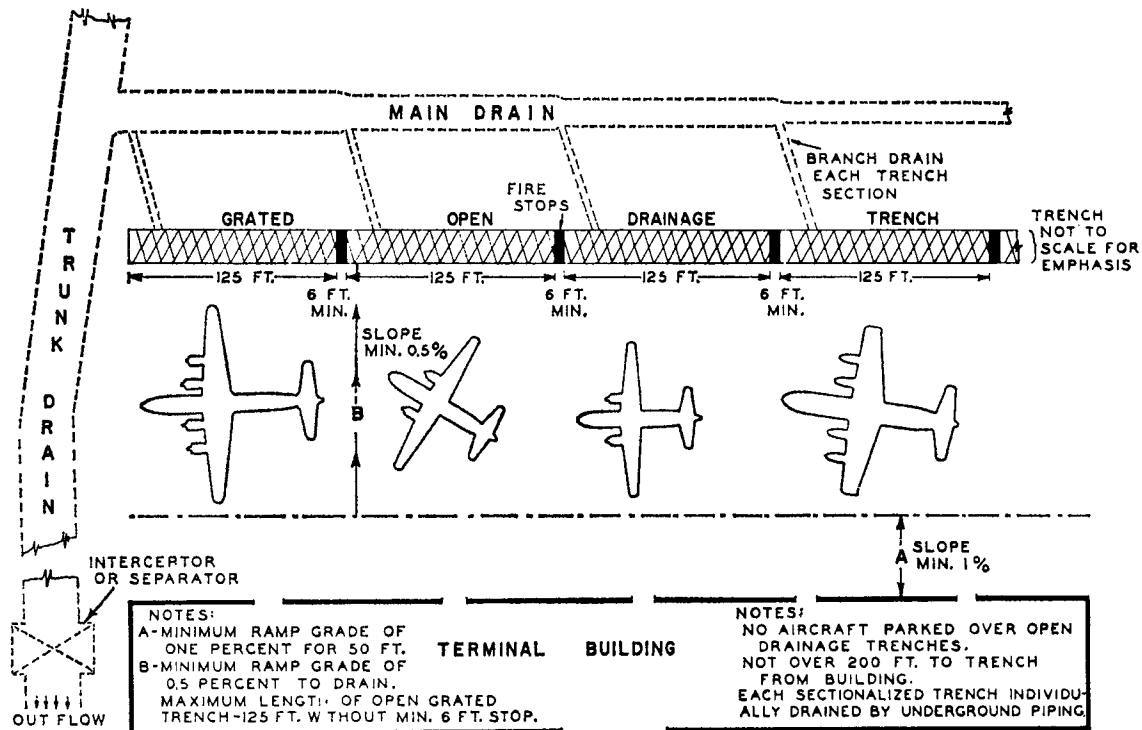 MAIN DRAIN
BRANCH DRAIN
EACH TRENCH
SECTION
FIRE
STOPS
GRATED
OPEN
DRAINAGE
TRENCH
TRENCH
NOT TO
SCALE FOR
EMPHASIS
125 FT.
125 FT.
125 FT.
125 FT.
6 FT.
MIN.
6 FT.
MIN.
6 FT.
MIN.
TRUNK DRAIN
SLOPE
MIN. 0.5%
B
A
SLOPE
MIN. 1%
INTERCEPTOR
OR SEPARATOR
OUT FLOW
NOTES:
A-MINIMUM RAMP GRADE OF
ONE PERCENT FOR 50 FT.
B-MINIMUM RAMP GRADE OF
0.5 PERCENT TO DRAIN.
MAXIMUM LENGTH OF OPEN GRATED
TRENCH-125 FT. WITHOUT MIN. 6 FT. STOP.
TERMINAL BUILDING
NOTES:
NO AIRCRAFT PARKED OVER OPEN
DRAINAGE TRENCHES.
NOT OVER 200 FT. TO TRENCH
FROM BUILDING.
EACH SECTIONALIZED TRENCH INDIVIDU-
ALLY DRAINED BY UNDERGROUND PIPING.